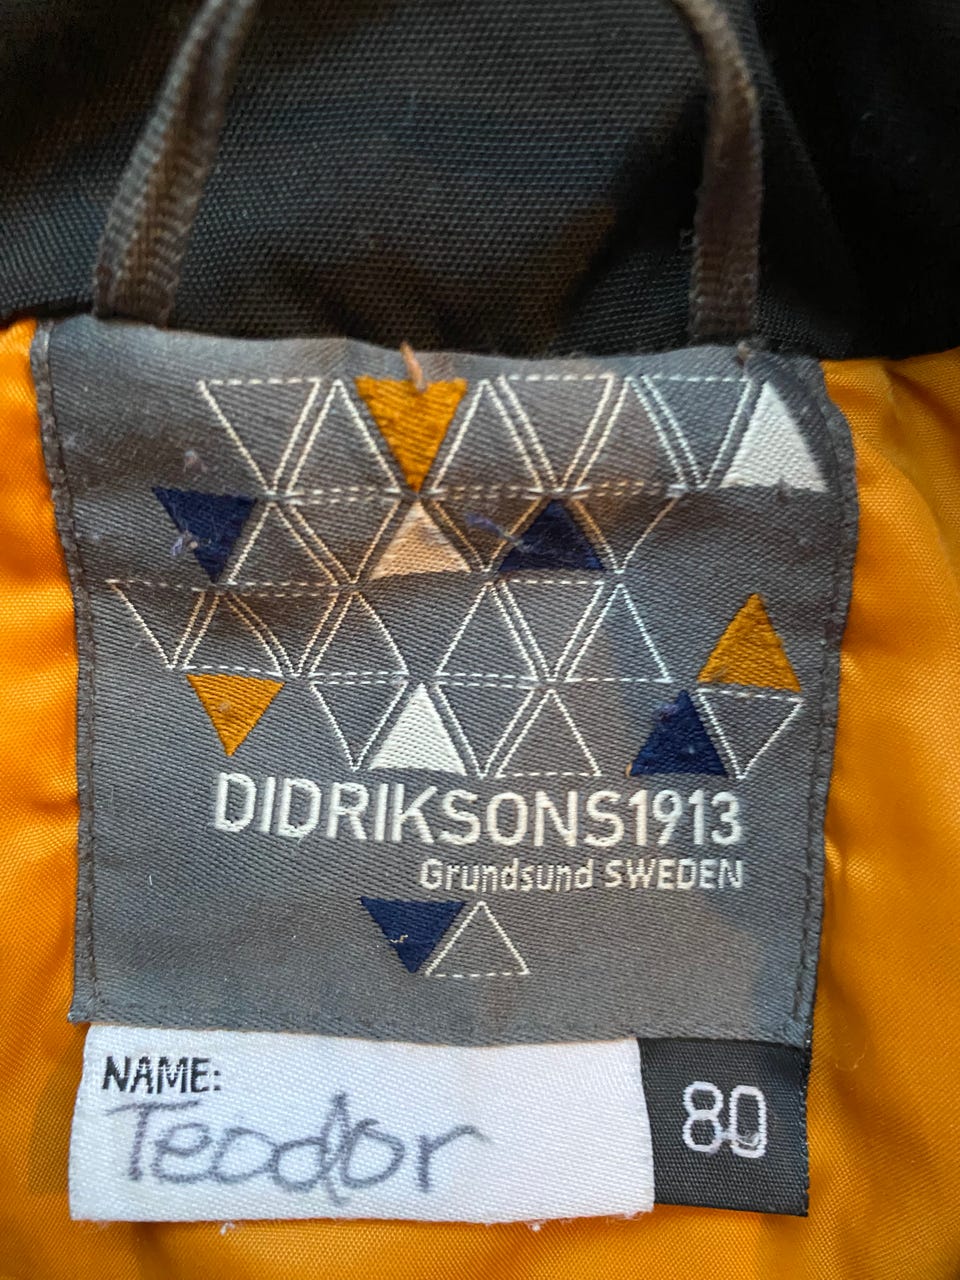 DIDRIKSONS1913
Grundsund SWEDEN
NAME:
Teodor
80